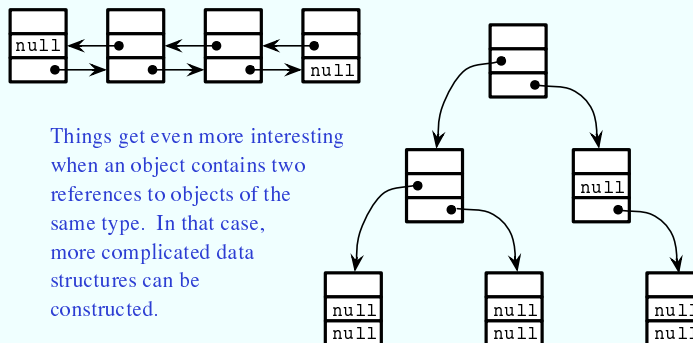 null
null
Things get even more interesting
when an object contains two
references to objects of the
same type. In that case,
more complicated data
structures can be
constructed.
null
null
null
null
null
null
null